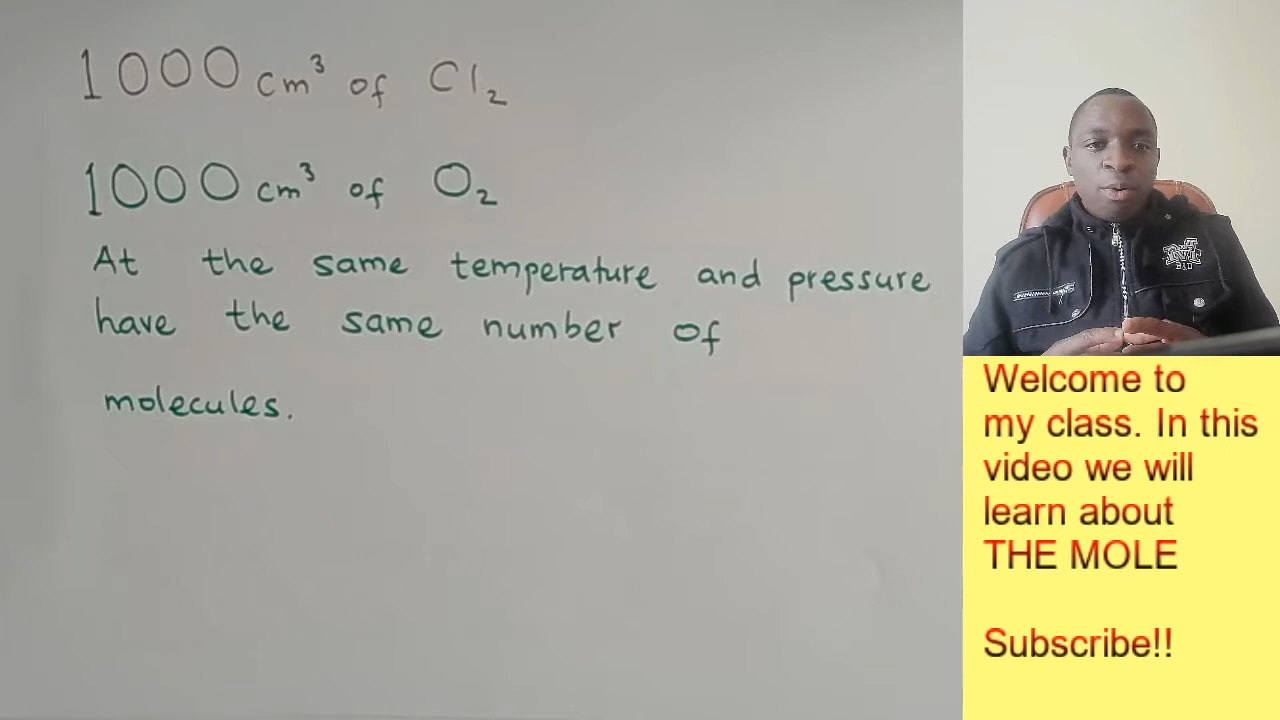 1000 cm³ of Cl₂
1000 cm³ of O₂
At the same temperature and pressure
have the same number of
molecules.
Welcome to
my class. In this
video we will
learn about
THE MOLE
Subscribe!!